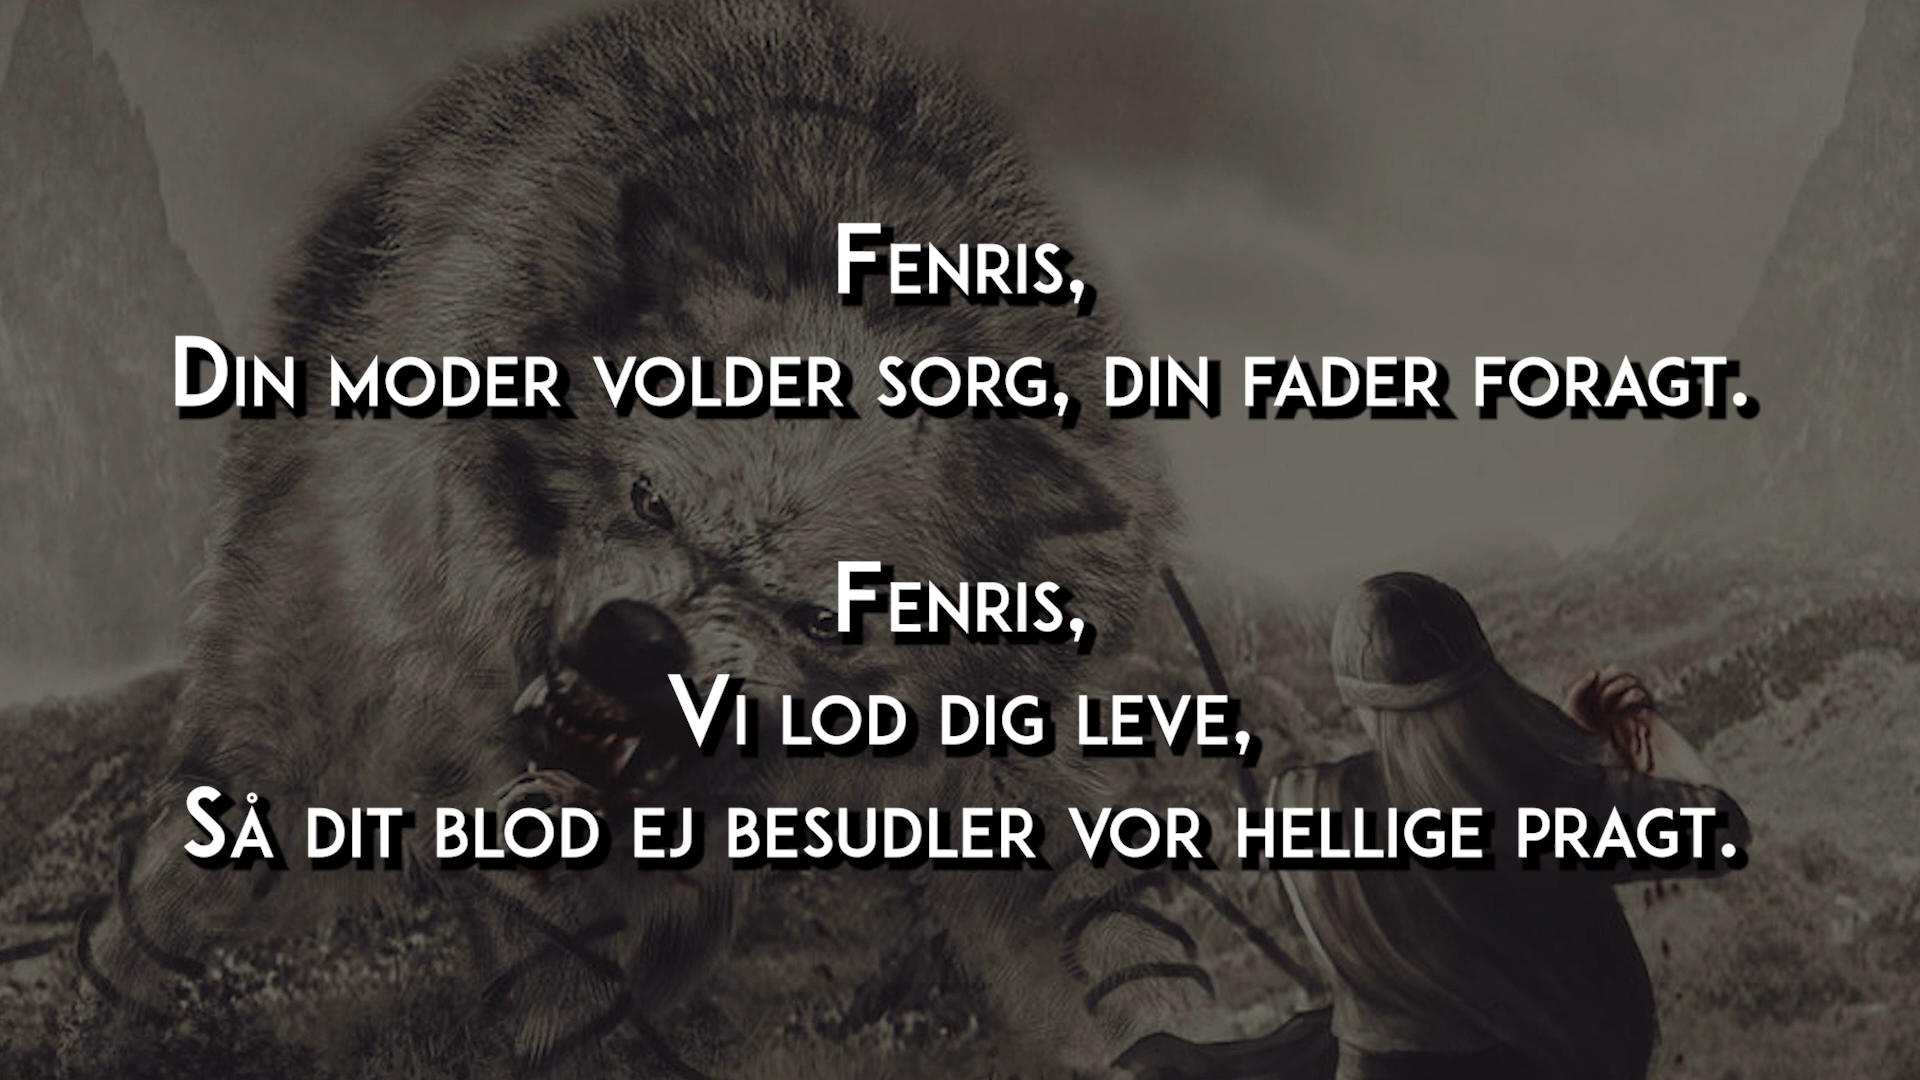 Fenris,
Din moder volder sorg, din fader foragt.
Fenris,
Vi lod dig leve,
Så dit blod ej besudler vor hellige pragt.